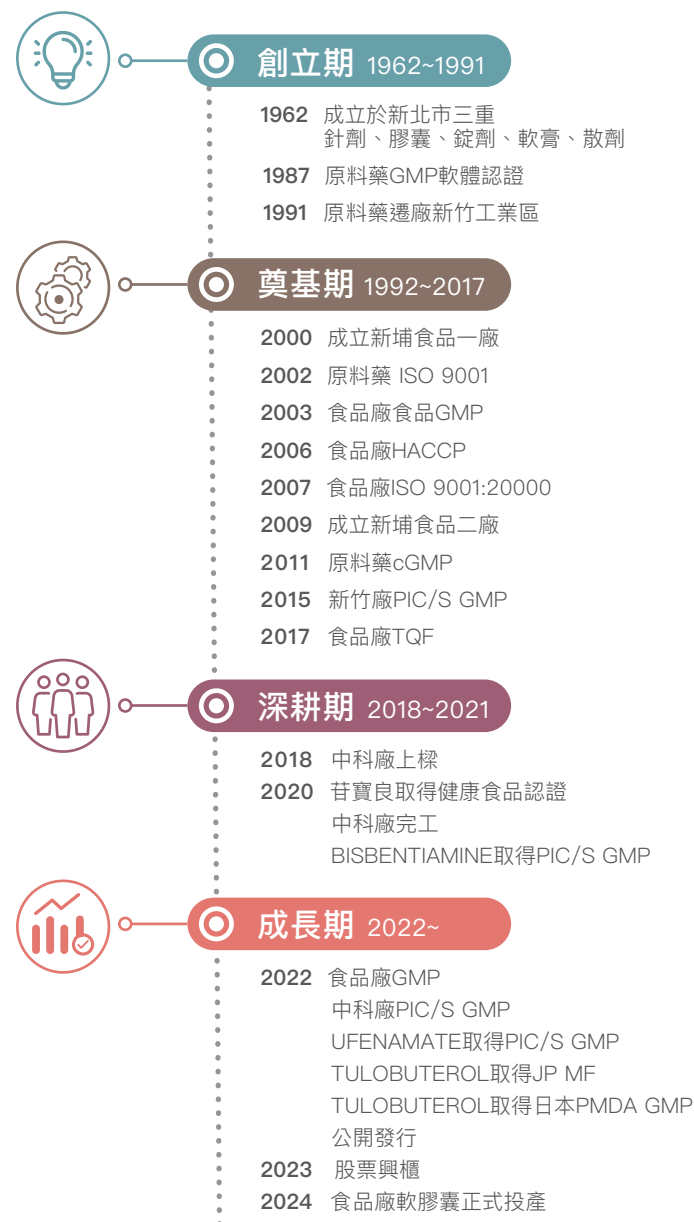 創立期 1962~1991
1962 成立於新北市三重
針劑、膠囊、錠劑、軟膏、散劑
1987 原料藥GMP軟體認證
1991 原料藥遷廠新竹工業區
奠基期 1992~2017
2000 成立新埔食品一廠
2002 原料藥 ISO 9001
2003 食品廠食品GMP
2006 食品廠HACCP
2007 食品廠ISO 9001:20000
2009 成立新埔食品二廠
2011 原料藥cGMP
2015 新竹廠PIC/S GMP
2017 食品廠TQF
深耕期 2018~2021
2018 中科廠上樑
2020 苷寶良取得健康食品認證
中科廠完工
BISBENTIAMINE取得PIC/S GMP
成長期 2022~
2022 食品廠GMP
中科廠PIC/S GMP
UFENAMATE取得PIC/S GMP
TULOBUTEROL取得JP MF
TULOBUTEROL取得日本PMDA GMP
公開發行
2023 股票興櫃
2024 食品廠軟膠囊正式投產